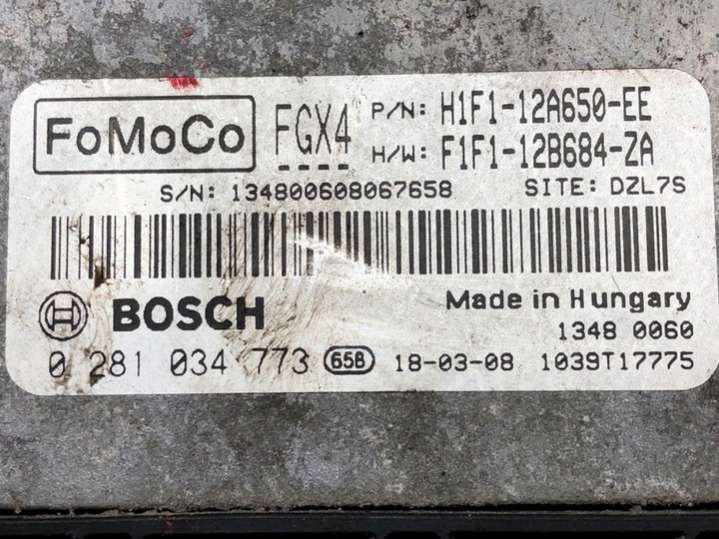 FoMoCo FGX4 P/N: H1F1-12A650-EE
H/W: F1F1-12B684-ZA
S/N: 134800608067658 SITE: DZL7S
BOSCH Made in Hungary
1348 0060
0 281 034 773 65B 18-03-08 1039T17775